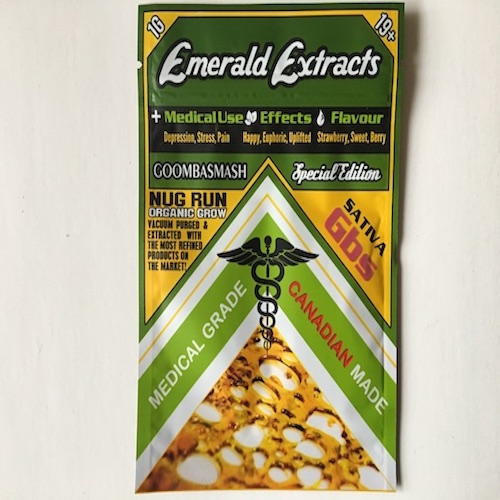 1G
19+
Emerald Extracts
+ Medical Use Effects Flavour
Depression, Stress, Pain Happy, Euphoric, Uplifted Strawberry, Sweet, Berry
GOOMBASMASH Special Edition
NUG RUN
ORGANIC GROW
VACUUM PURGED &
EXTRACTED WITH
THE MOST REFINED
PRODUCTS ON
THE MARKET!
SATIVA
Gbs
MEDICAL GRADE
CANADIAN MADE